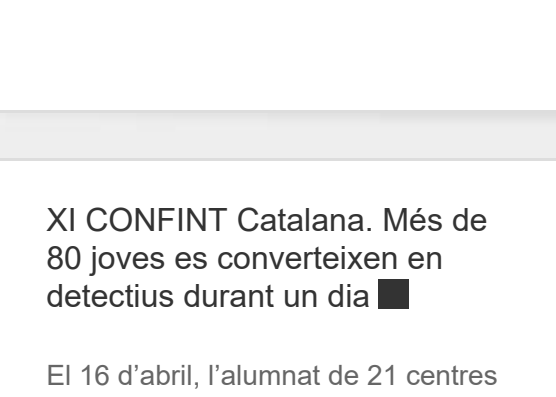 XI CONFINT Catalana. Més de
80 joves es converteixen en
detectius durant un dia
El 16 d’abril, l’alumnat de 21 centres